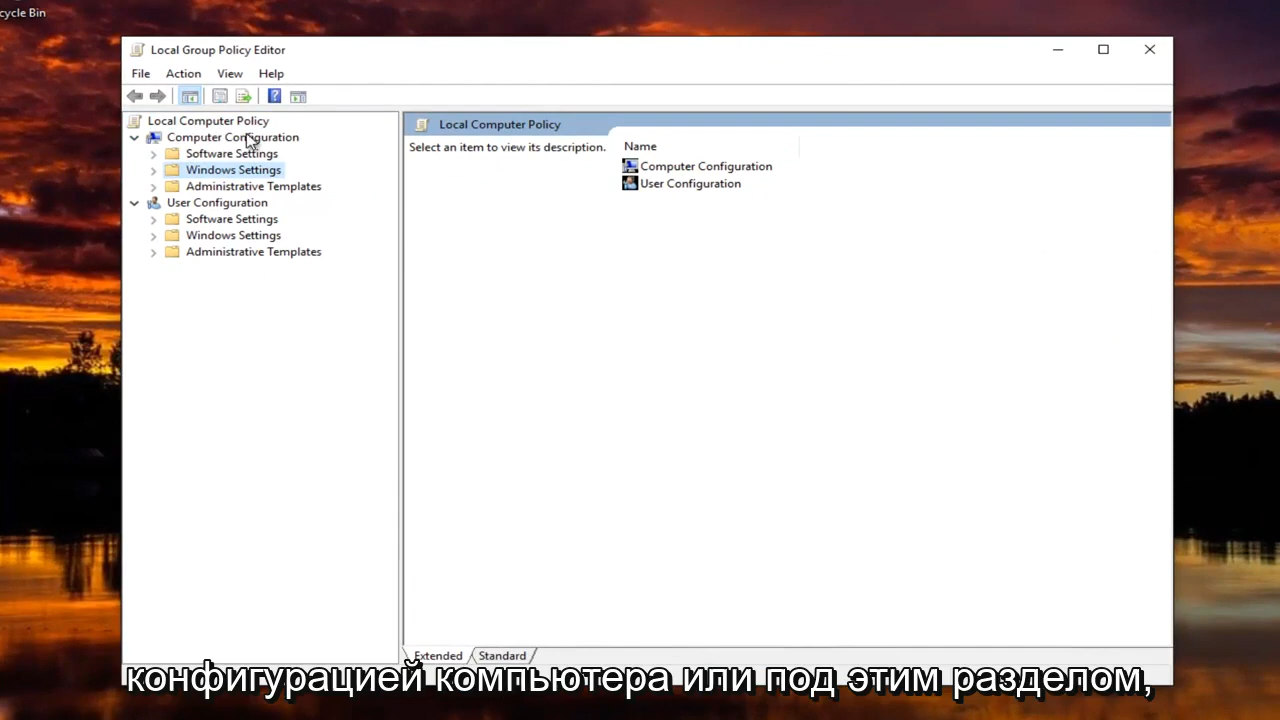 cycle Bin
Local Group Policy Editor
File Action View Help
Local Computer Policy
Computer Configuration
Software Settings
Windows Settings
Administrative Templates
User Configuration
Software Settings
Windows Settings
Administrative Templates
Local Computer Policy
Select an item to view its description.
Name
Computer Configuration
User Configuration
Extended Standard
конфигурацией компьютера или под этим разделом,